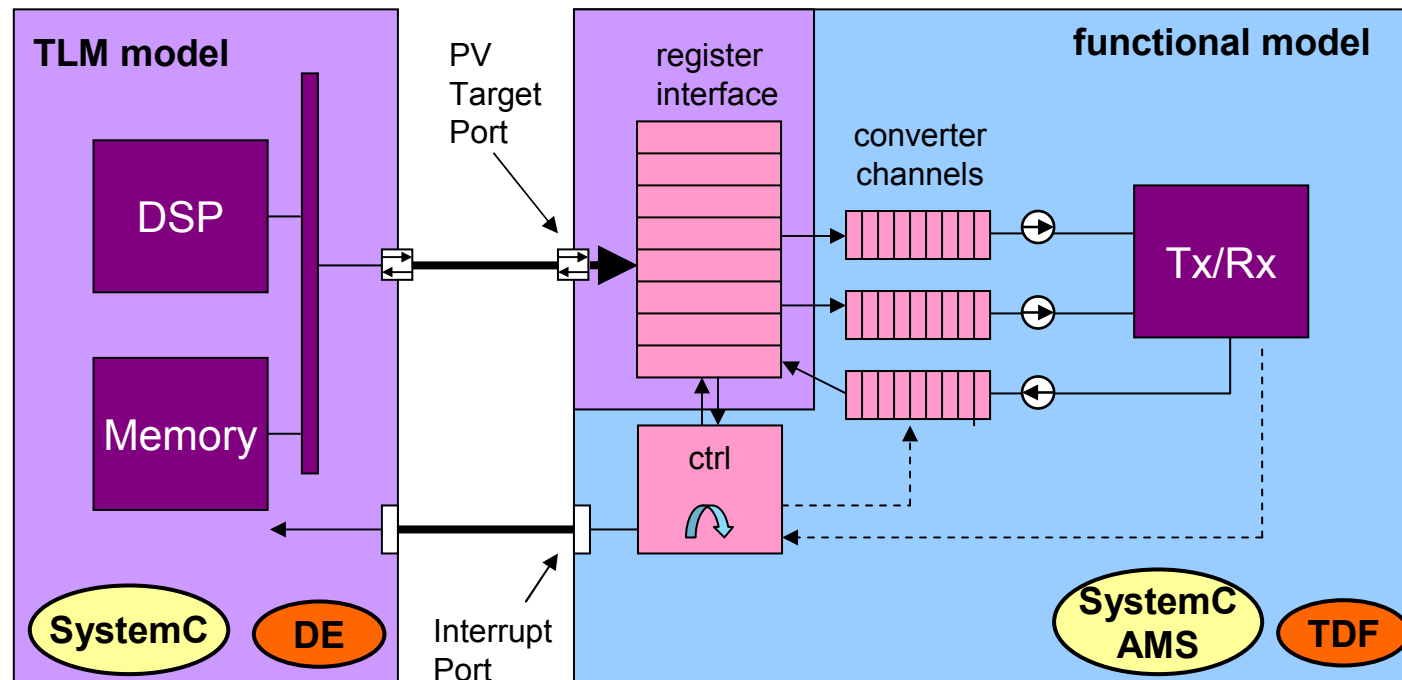 TLM model
PV
Target
Port
register
interface
functional model
converter
channels
DSP
Tx/Rx
Memory
ctrl
Interrupt
Port
SystemC
DE
SystemC
AMS
TDF